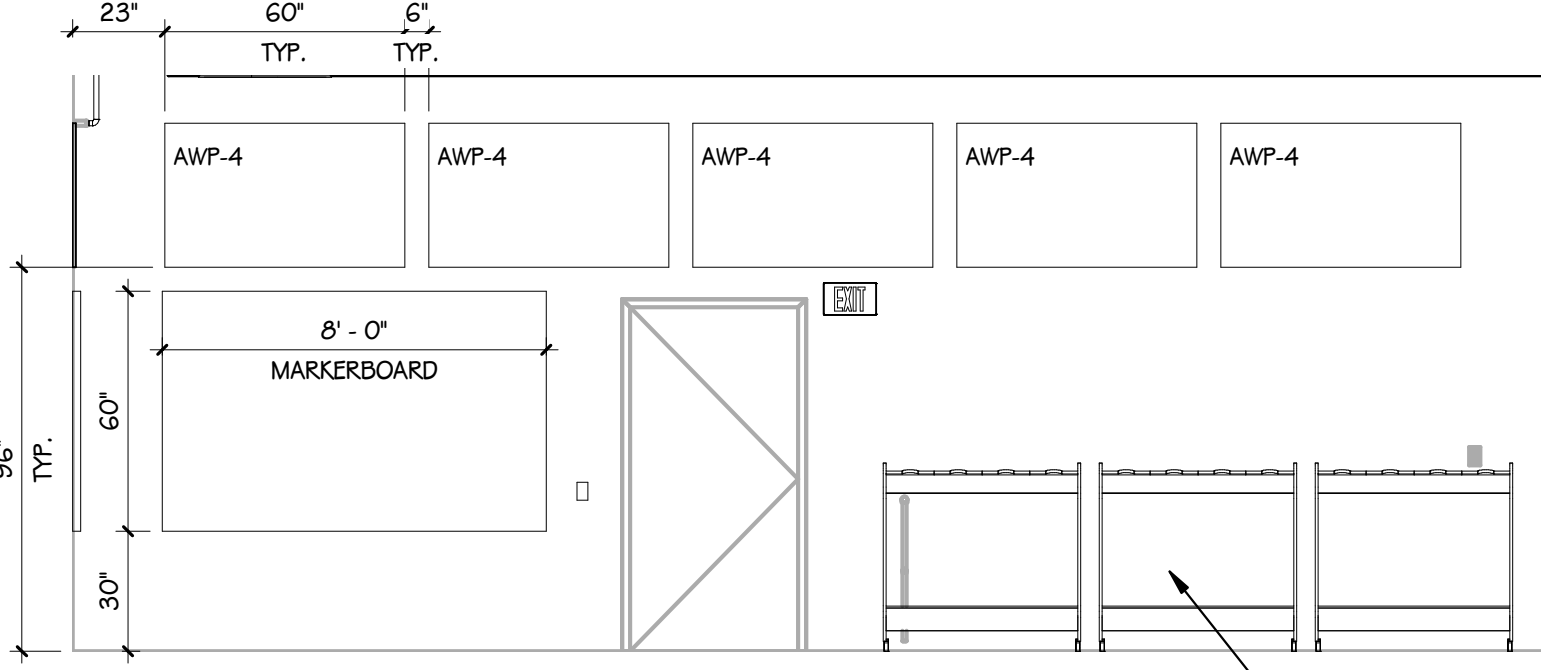 23" 60" 6"
TYP. TYP.
AWP-4 AWP-4 AWP-4 AWP-4 AWP-4
EXIT
8' - 0"
MARKERBOARD
60"
96"
TYP.
30"